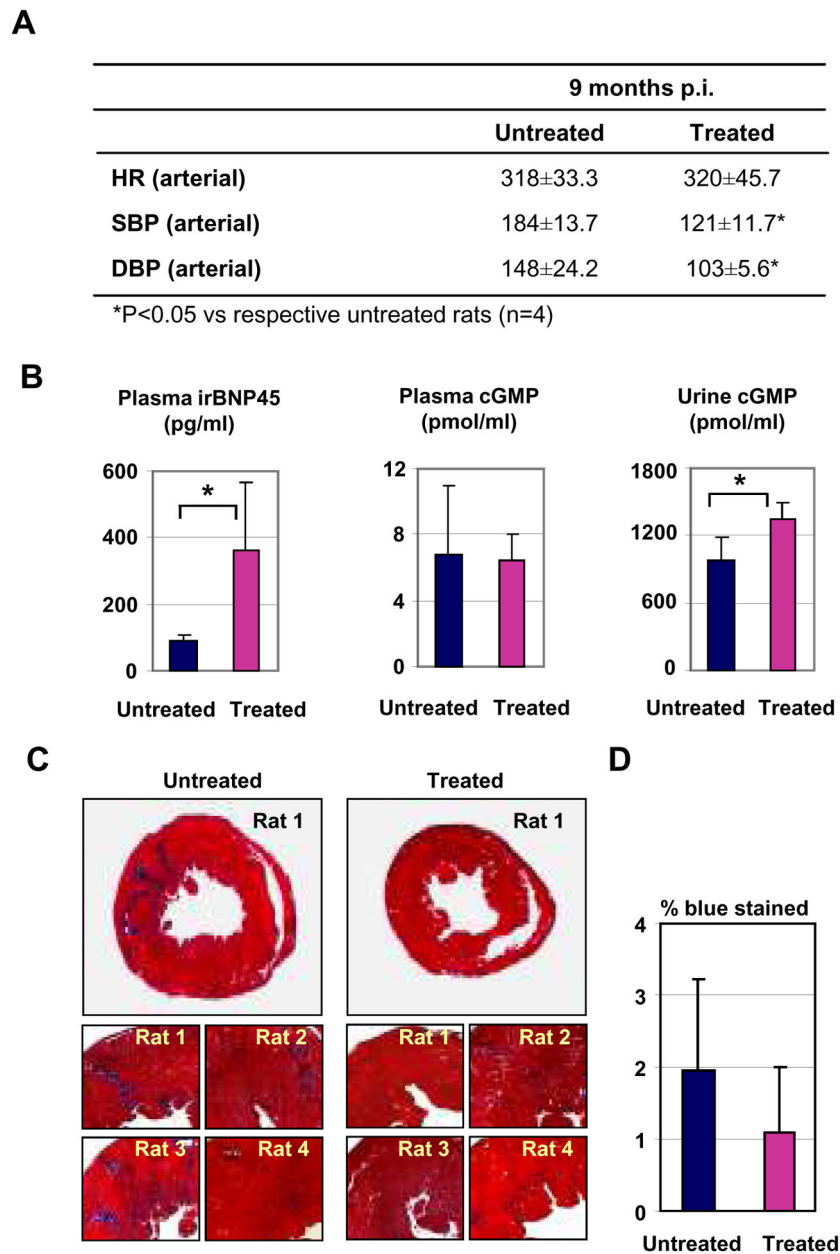 A
9 months p.i.
Untreated Treated
HR (arterial) 318±33.3 320±45.7
SBP (arterial) 184±13.7 121±11.7*
DBP (arterial) 148±24.2 103±5.6*
*P<0.05 vs respective untreated rats (n=4)
B
Plasma irBNP45
(pg/ml)
600
400
200
0
*
Untreated Treated
Plasma cGMP
(pmol/ml)
12
8
4
0
Untreated Treated
Urine cGMP
(pmol/ml)
1800
1200
600
0
*
Untreated Treated
C
Untreated Treated
Rat 1
Rat 1
Rat 1 Rat 2
Rat 3 Rat 4
Rat 1 Rat 2
Rat 3 Rat 4
D
% blue stained
4
3
2
1
0
Untreated Treated